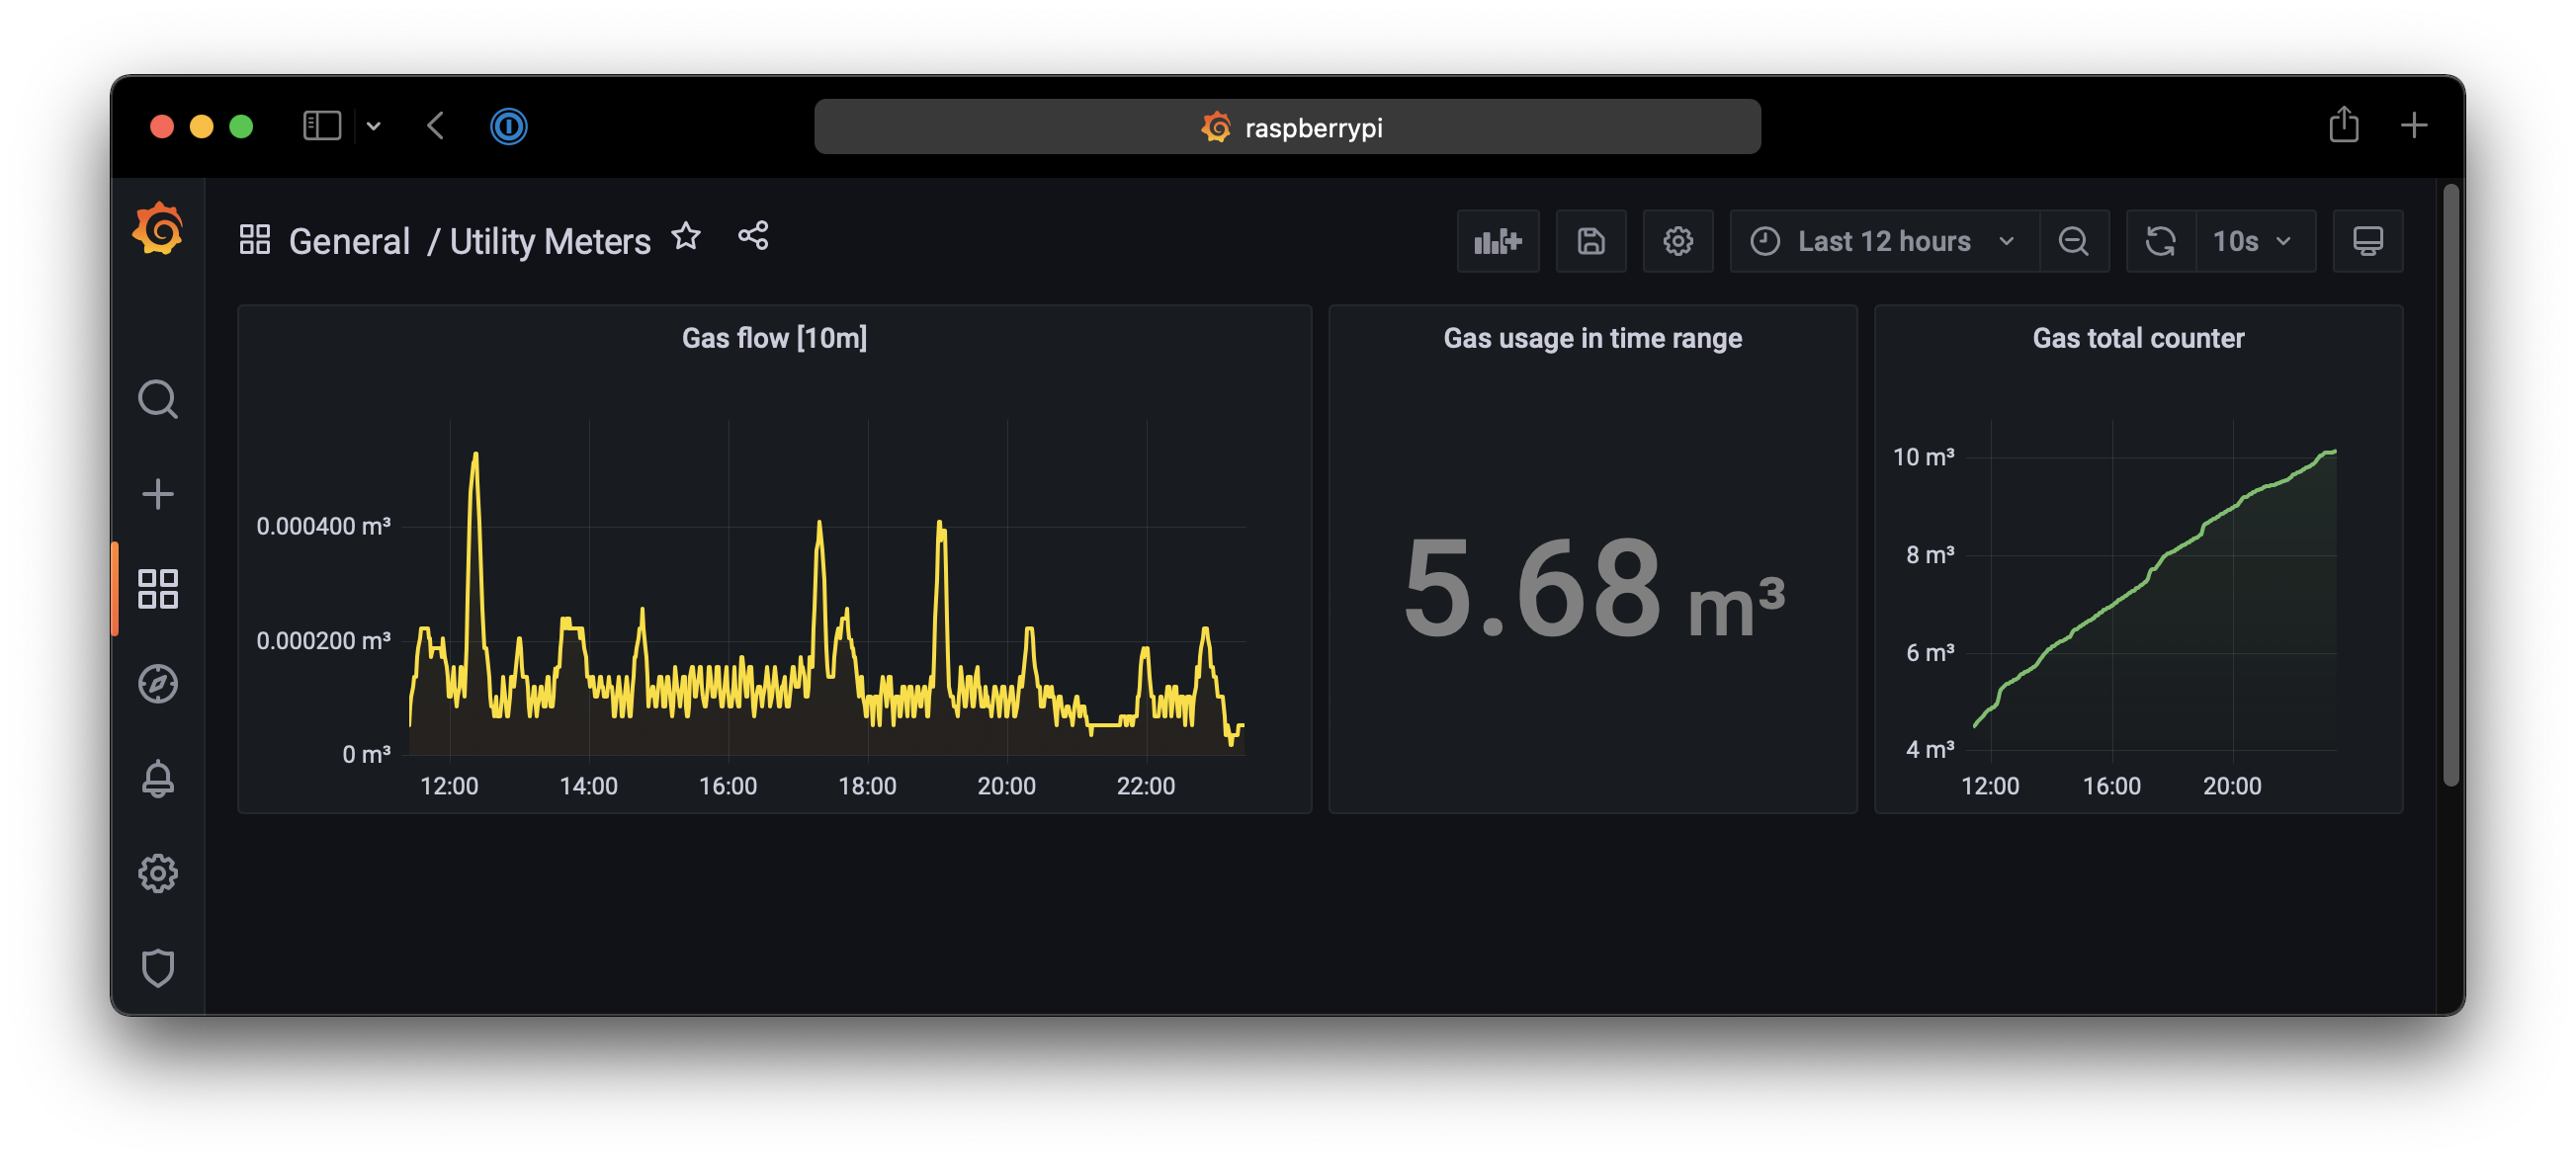 raspberrypi
General / Utility Meters
Last 12 hours
10s
Gas flow [10m]
0.000400 m³
0.000200 m³
0 m³
12:00 14:00 16:00 18:00 20:00 22:00
Gas usage in time range
5.68 m³
Gas total counter
10 m³
8 m³
6 m³
4 m³
12:00 16:00 20:00